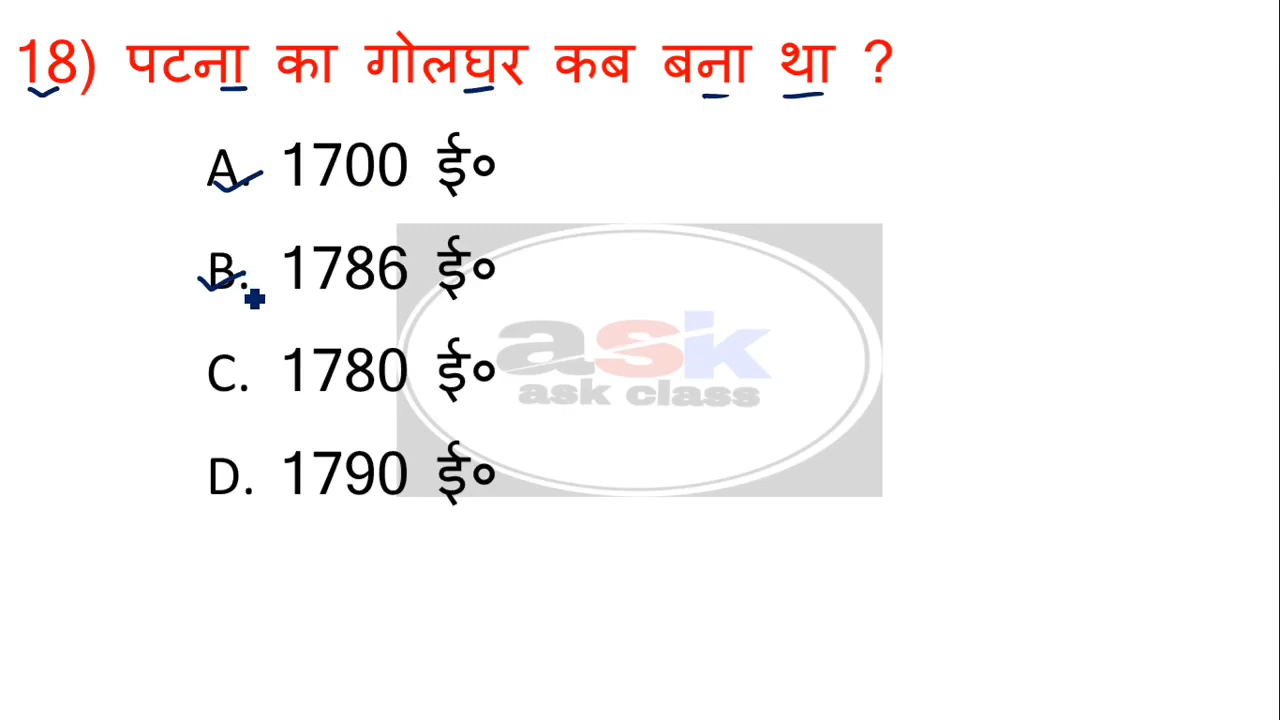 18) पटना का गोलघर कब बना था ?
A. 1700 ई०
B. 1786 ई०
C. 1780 ई०
D. 1790 ई०
ask
ask class